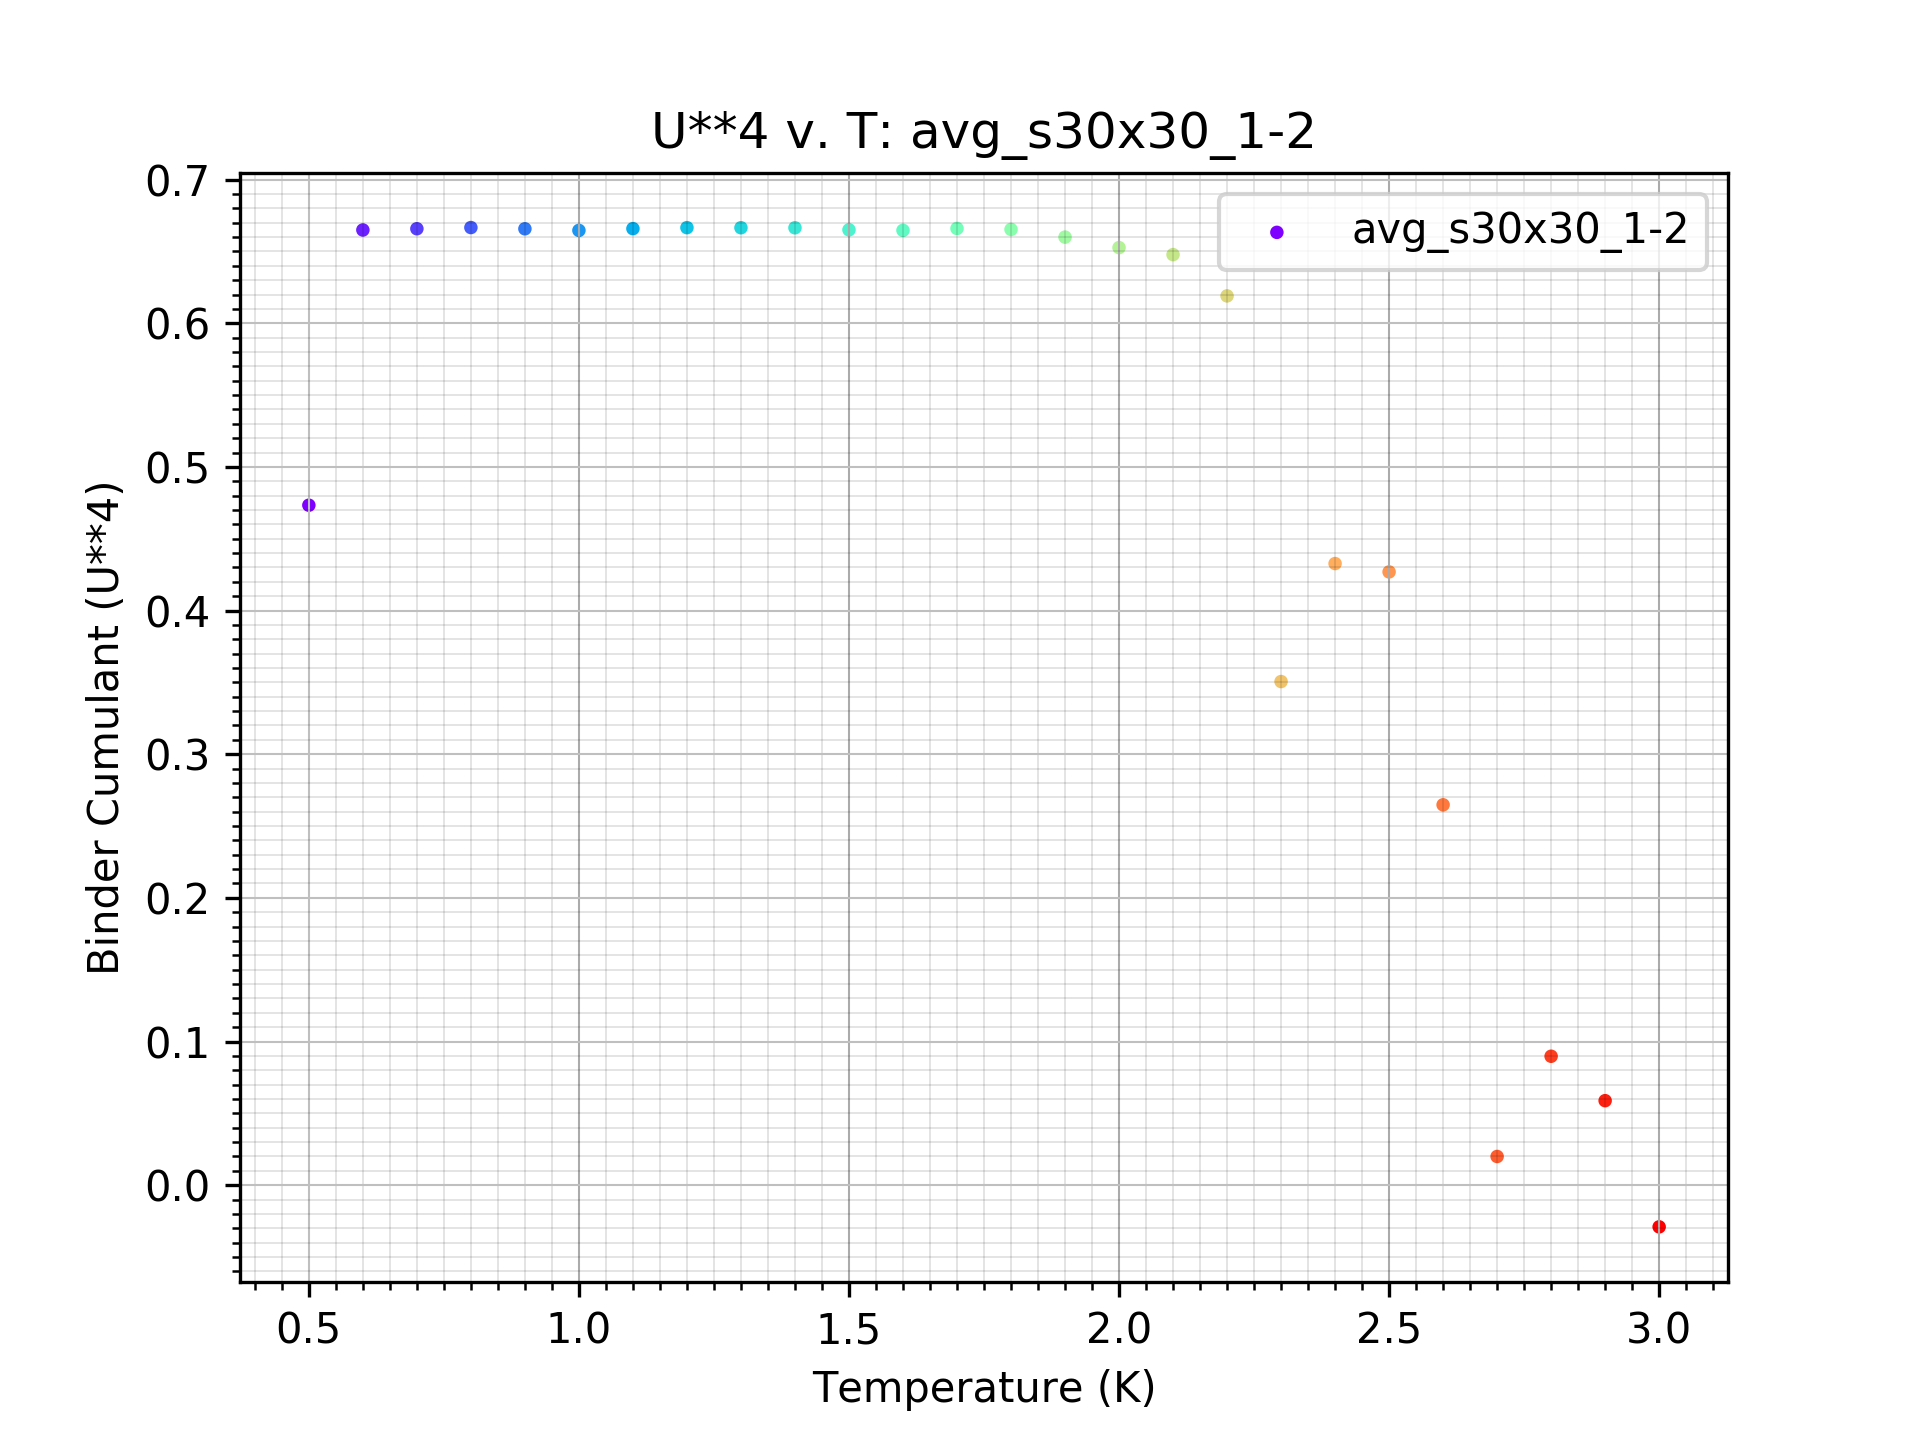 U**4 v. T: avg_s30x30_1-2
avg_s30x30_1-2
0.7
0.6
0.5
0.4
0.3
0.2
0.1
0.0
Binder Cumulant (U**4)
0.5 1.0 1.5 2.0 2.5 3.0
Temperature (K)